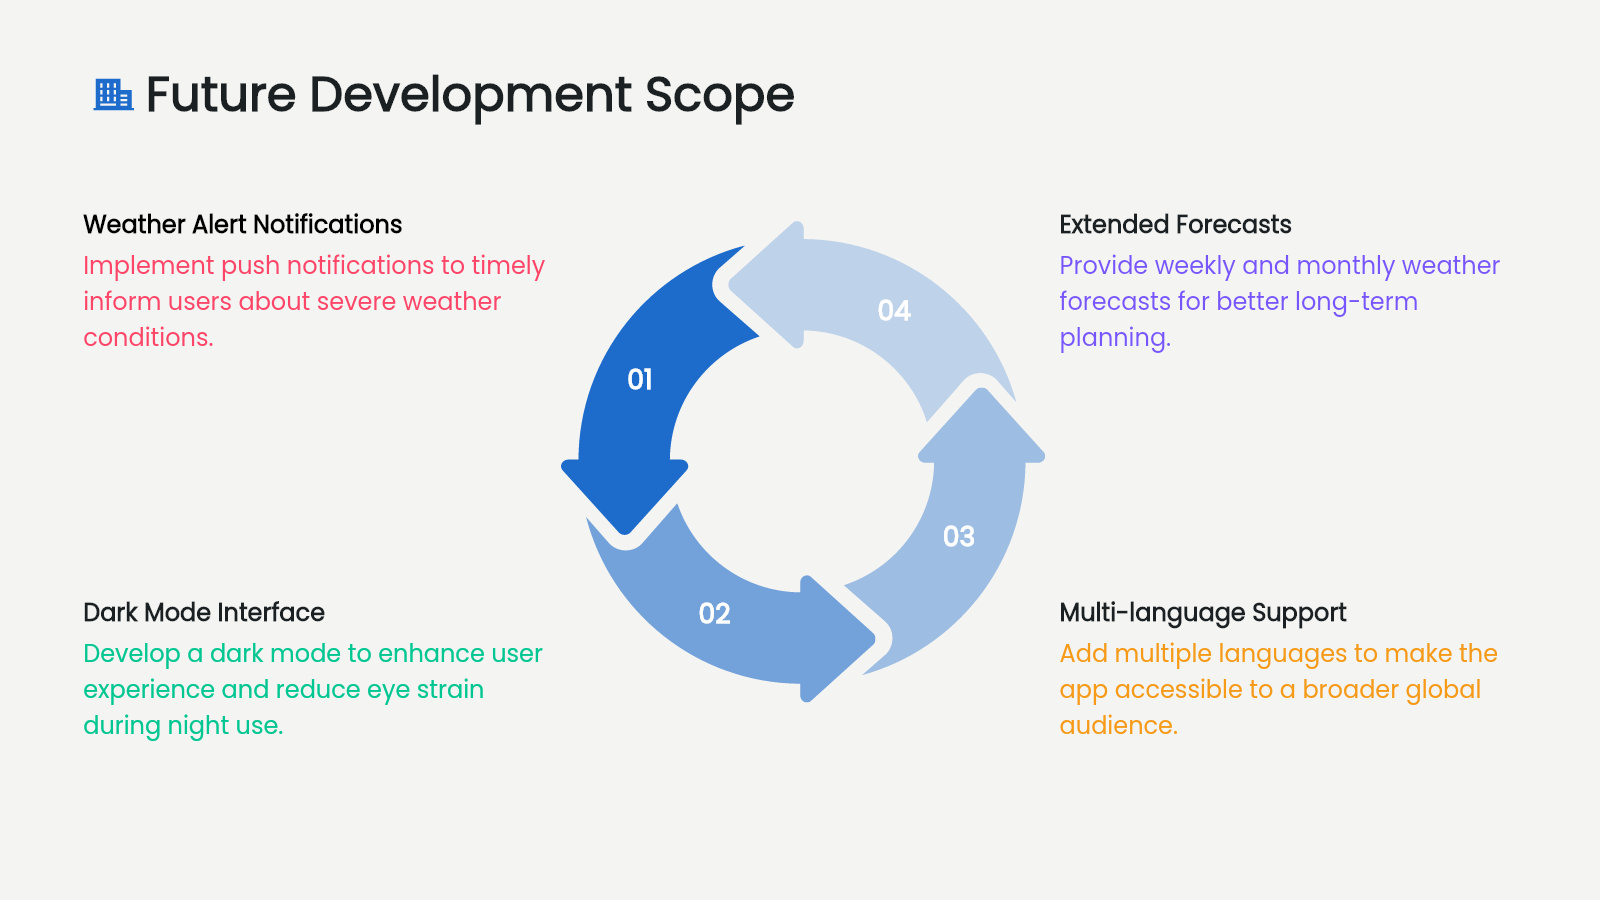 Future Development Scope
Weather Alert Notifications
Implement push notifications to timely
inform users about severe weather
conditions.
Dark Mode Interface
Develop a dark mode to enhance user
experience and reduce eye strain
during night use.
01
02
03
04
Extended Forecasts
Provide weekly and monthly weather
forecasts for better long-term
planning.
Multi-language Support
Add multiple languages to make the
app accessible to a broader global
audience.